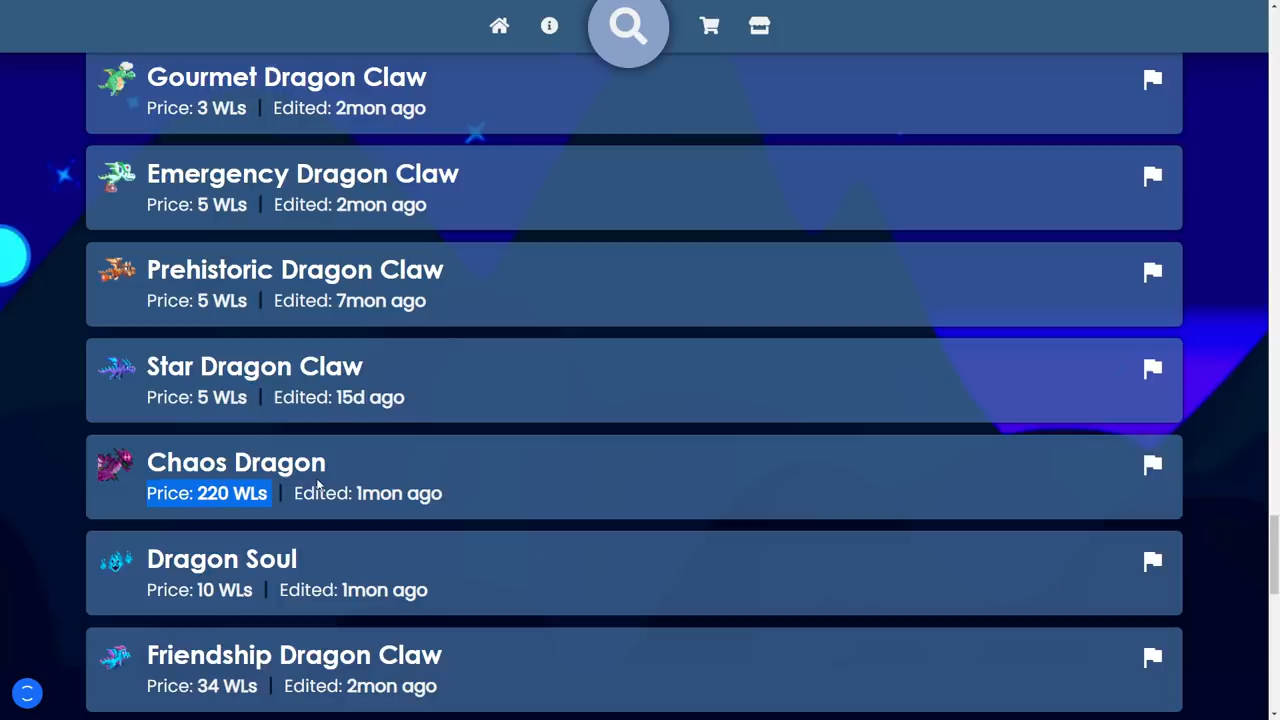 Gourmet Dragon Claw
Price: 3 WLs | Edited: 2mon ago
Emergency Dragon Claw
Price: 5 WLs | Edited: 2mon ago
Prehistoric Dragon Claw
Price: 5 WLs | Edited: 7mon ago
Star Dragon Claw
Price: 5 WLs | Edited: 15d ago
Chaos Dragon
Price: 220 WLs | Edited: 1mon ago
Dragon Soul
Price: 10 WLs | Edited: 1mon ago
Friendship Dragon Claw
Price: 34 WLs | Edited: 2mon ago